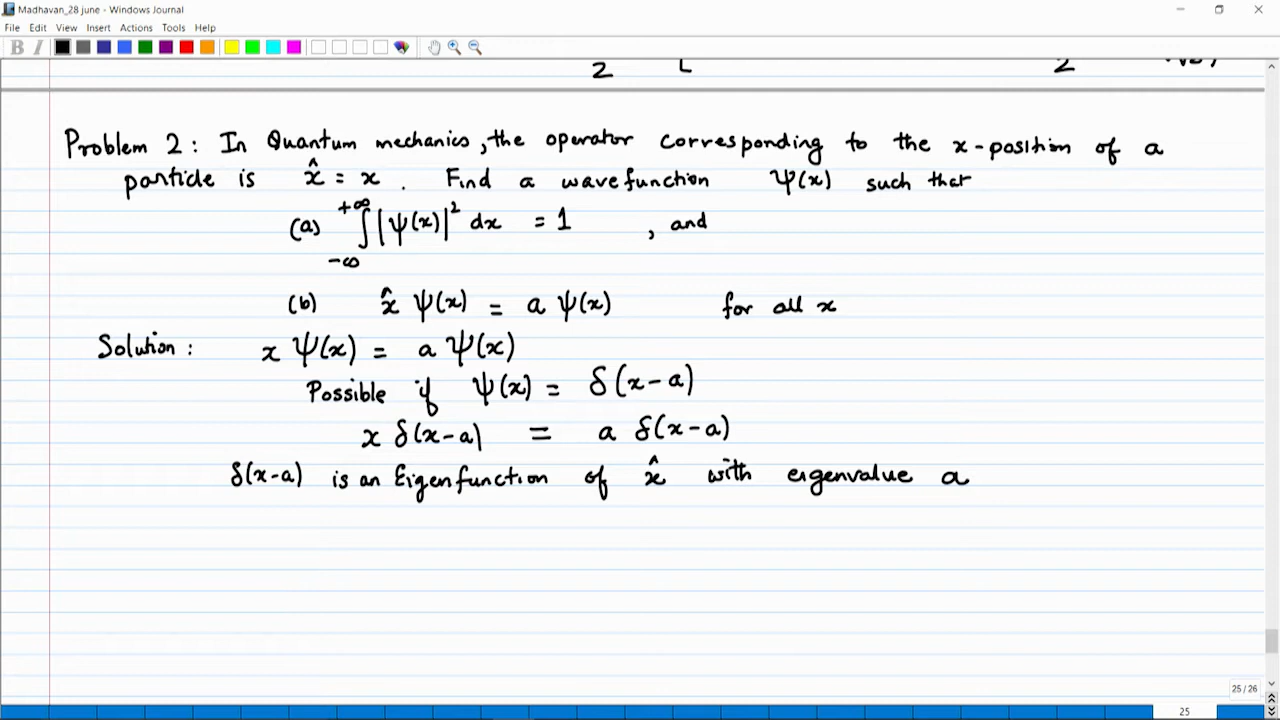 Madhavan_28 june - Windows Journal
File Edit View Insert Actions Tools Help
B I
2
2
Problem 2 : In Quantum mechanics, the operator corresponding to the x-position of a
particle is x̂ = x . Find a wavefunction Ψ(x) such that
(a) ∫_{-∞}^{+∞} |Ψ(x)|² dx = 1 , and
(b) x̂ Ψ(x) = a Ψ(x) for all x
Solution : x Ψ(x) = a Ψ(x)
Possible if Ψ(x) = δ(x-a)
x δ(x-a) = a δ(x-a)
δ(x-a) is an Eigenfunction of x̂ with eigenvalue a
25 / 26
25